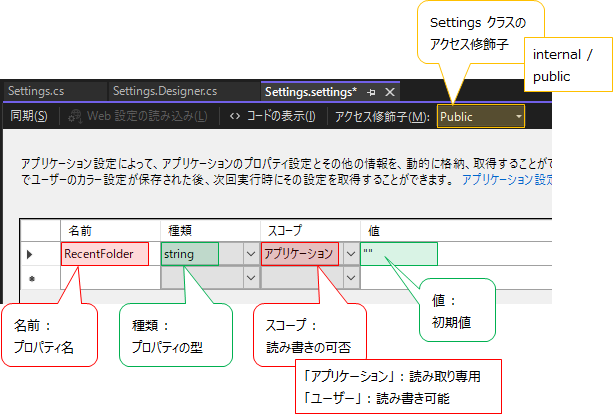 Settings クラスの
アクセス修飾子
internal /
public
Settings.cs
Settings.Designer.cs
Settings.settings*
同期(S)
Web 設定の読み込み(L)
<> コードの表示(I)
アクセス修飾子(M):
Public
アプリケーション設定によって、アプリケーションのプロパティ設定とその他の情報を、動的に格納、取得することがで
でユーザーのカラー設定が保存された後、次回実行時にその設定を取得することができます。 アプリケーション設定
名前
種類
スコープ
値
RecentFolder
string
アプリケーション
""
名前：
プロパティ名
種類：
プロパティの型
スコープ：
読み書きの可否
値：
初期値
「アプリケーション」：読み取り専用
「ユーザー」：読み書き可能